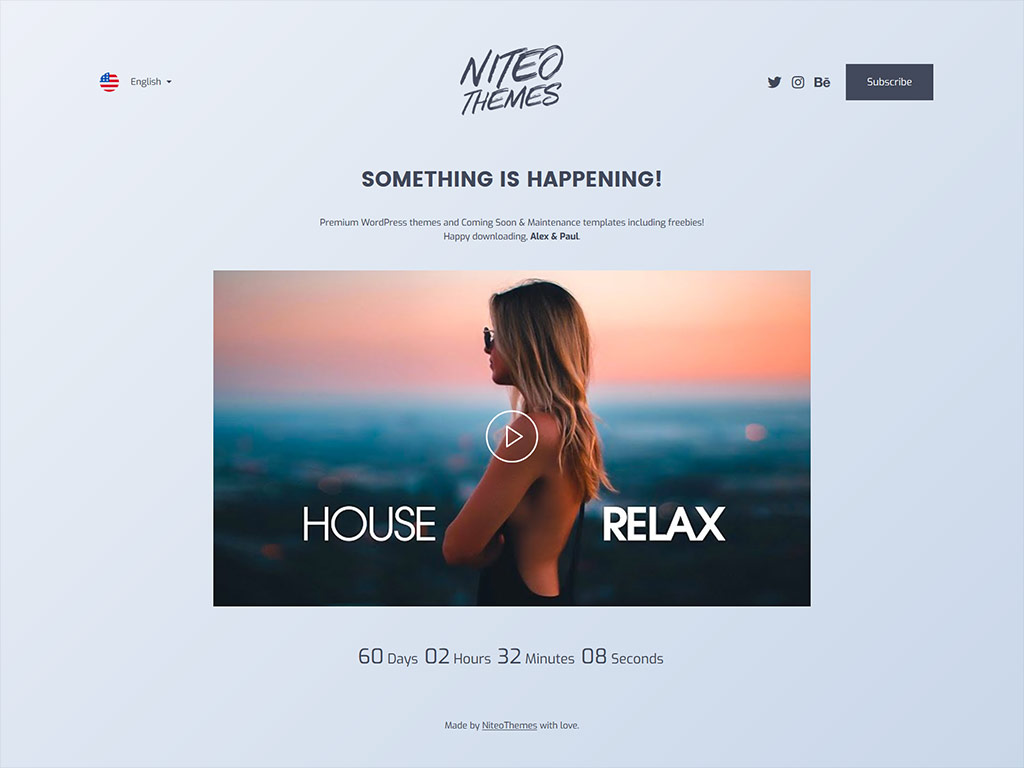 English
NITEO
THEMES
Bē
Subscribe
SOMETHING IS HAPPENING!
Premium WordPress themes and Coming Soon & Maintenance templates including freebies!
Happy downloading, Alex & Paul.
HOUSE RELAX
60 Days 02 Hours 32 Minutes 08 Seconds
Made by NiteoThemes with love.